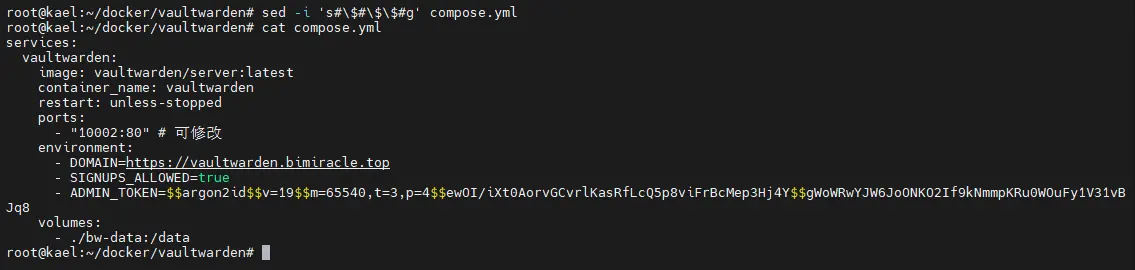 root@kael:~/docker/vaultwarden# sed -i 's#\$#\$\$#g' compose.yml
root@kael:~/docker/vaultwarden# cat compose.yml
services:
  vaultwarden:
    image: vaultwarden/server:latest
    container_name: vaultwarden
    restart: unless-stopped
    ports:
      - "10002:80" # 可修改
    environment:
      - DOMAIN=https://vaultwarden.bimiracle.top
      - SIGNUPS_ALLOWED=true
      - ADMIN_TOKEN=$$argon2id$$v=19$$m=65540,t=3,p=4$$ewOI/iXt0AorvGCvrlKasRfLcQ5p8viFrBcMep3Hj4Y$$gWoWRwYJW6JoONKO2If9kNmmpKRu0WOuFy1V31vB
Jq8
    volumes:
      - ./bw-data:/data
root@kael:~/docker/vaultwarden#